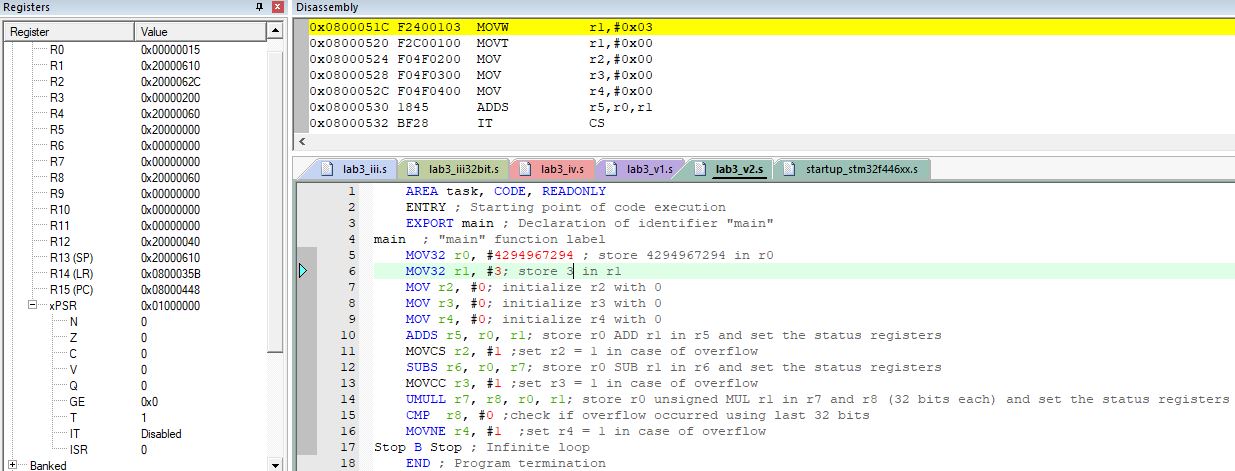 Registers
Register Value
R0 0x00000015
R1 0x20000610
R2 0x2000062C
R3 0x00000200
R4 0x20000060
R5 0x20000000
R6 0x00000000
R7 0x00000000
R8 0x20000060
R9 0x00000000
R10 0x00000000
R11 0x00000000
R12 0x20000040
R13 (SP) 0x20000610
R14 (LR) 0x0800035B
R15 (PC) 0x08000448
xPSR 0x01000000
N 0
Z 0
C 0
V 0
Q 0
GE 0x0
T 1
IT Disabled
ISR 0
Banked
Disassembly
0x0800051C F2400103 MOVW r1,#0x03
0x08000520 F2C00100 MOVT r1,#0x00
0x08000524 F04F0200 MOV r2,#0x00
0x08000528 F04F0300 MOV r3,#0x00
0x0800052C F04F0400 MOV r4,#0x00
0x08000530 1845 ADDS r5,r0,r1
0x08000532 BF28 IT CS
lab3_iii.s lab3_iii32bit.s lab3_iv.s lab3_v1.s lab3_v2.s startup_stm32f446xx.s
1 AREA task, CODE, READONLY
2 ENTRY ; Starting point of code execution
3 EXPORT main ; Declaration of identifier "main"
4 main ; "main" function label
5 MOV32 r0, #4294967294 ; store 4294967294 in r0
6 MOV32 r1, #3; store 3 in r1
7 MOV r2, #0; initialize r2 with 0
8 MOV r3, #0; initialize r3 with 0
9 MOV r4, #0; initialize r4 with 0
10 ADDS r5, r0, r1; store r0 ADD r1 in r5 and set the status registers
11 MOVCS r2, #1 ;set r2 = 1 in case of overflow
12 SUBS r6, r0, r7; store r0 SUB r1 in r6 and set the status registers
13 MOVCC r3, #1 ;set r3 = 1 in case of overflow
14 UMULL r7, r8, r0, r1; store r0 unsigned MUL r1 in r7 and r8 (32 bits each) and set the status registers
15 CMP r8, #0 ;check if overflow occurred using last 32 bits
16 MOVNE r4, #1 ;set r4 = 1 in case of overflow
17 Stop B Stop ; Infinite loop
18 END ; Program termination